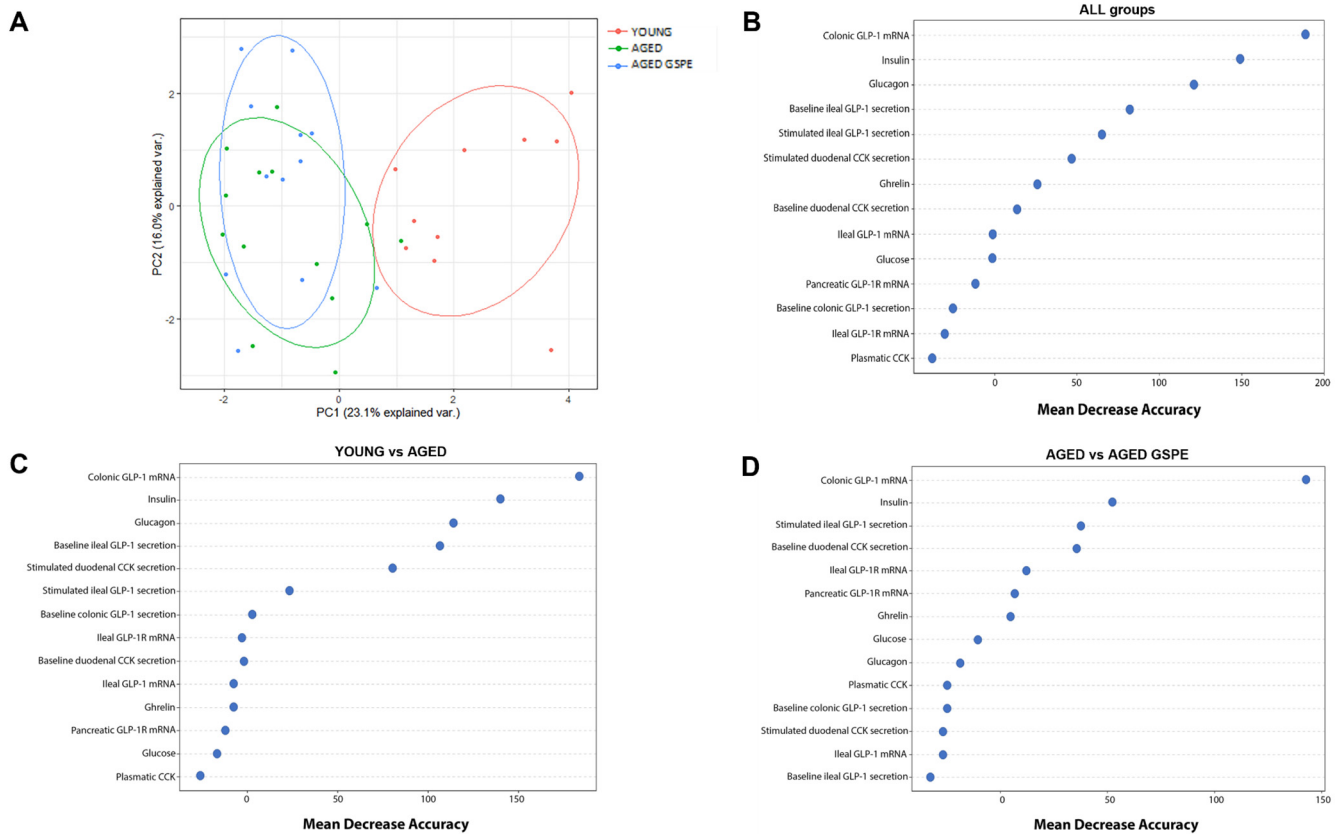 A
YOUNG
AGED
AGED GSPE
PC2 (16.0% explained var.)
2
0
-2
-2
0
2
4
PC1 (23.1% explained var.)
B
ALL groups
Colonic GLP-1 mRNA
Insulin
Glucagon
Baseline ileal GLP-1 secretion
Stimulated ileal GLP-1 secretion
Stimulated duodenal CCK secretion
Ghrelin
Baseline duodenal CCK secretion
Ileal GLP-1 mRNA
Glucose
Pancreatic GLP-1R mRNA
Baseline colonic GLP-1 secretion
Ileal GLP-1R mRNA
Plasmatic CCK
0
50
100
150
200
Mean Decrease Accuracy
C
YOUNG vs AGED
Colonic GLP-1 mRNA
Insulin
Glucagon
Baseline ileal GLP-1 secretion
Stimulated duodenal CCK secretion
Stimulated ileal GLP-1 secretion
Baseline colonic GLP-1 secretion
Ileal GLP-1R mRNA
Baseline duodenal CCK secretion
Ileal GLP-1 mRNA
Ghrelin
Pancreatic GLP-1R mRNA
Glucose
Plasmatic CCK
0
50
100
150
Mean Decrease Accuracy
D
AGED vs AGED GSPE
Colonic GLP-1 mRNA
Insulin
Stimulated ileal GLP-1 secretion
Baseline duodenal CCK secretion
Ileal GLP-1R mRNA
Pancreatic GLP-1R mRNA
Ghrelin
Glucose
Glucagon
Plasmatic CCK
Baseline colonic GLP-1 secretion
Stimulated duodenal CCK secretion
Ileal GLP-1 mRNA
Baseline ileal GLP-1 secretion
0
50
100
150
Mean Decrease Accuracy